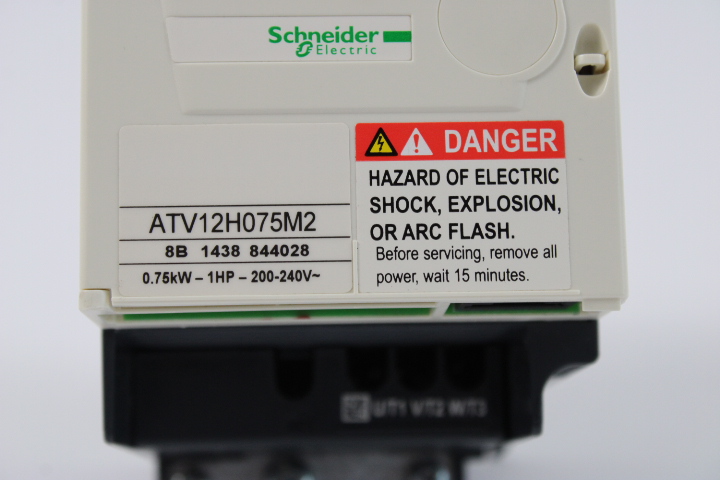 Schneider
Electric
ATV12H075M2
8B 1438 844028
0.75kW – 1HP – 200-240V~
DANGER
HAZARD OF ELECTRIC
SHOCK, EXPLOSION,
OR ARC FLASH.
Before servicing, remove all
power, wait 15 minutes.
U/T1 V/T2 W/T3